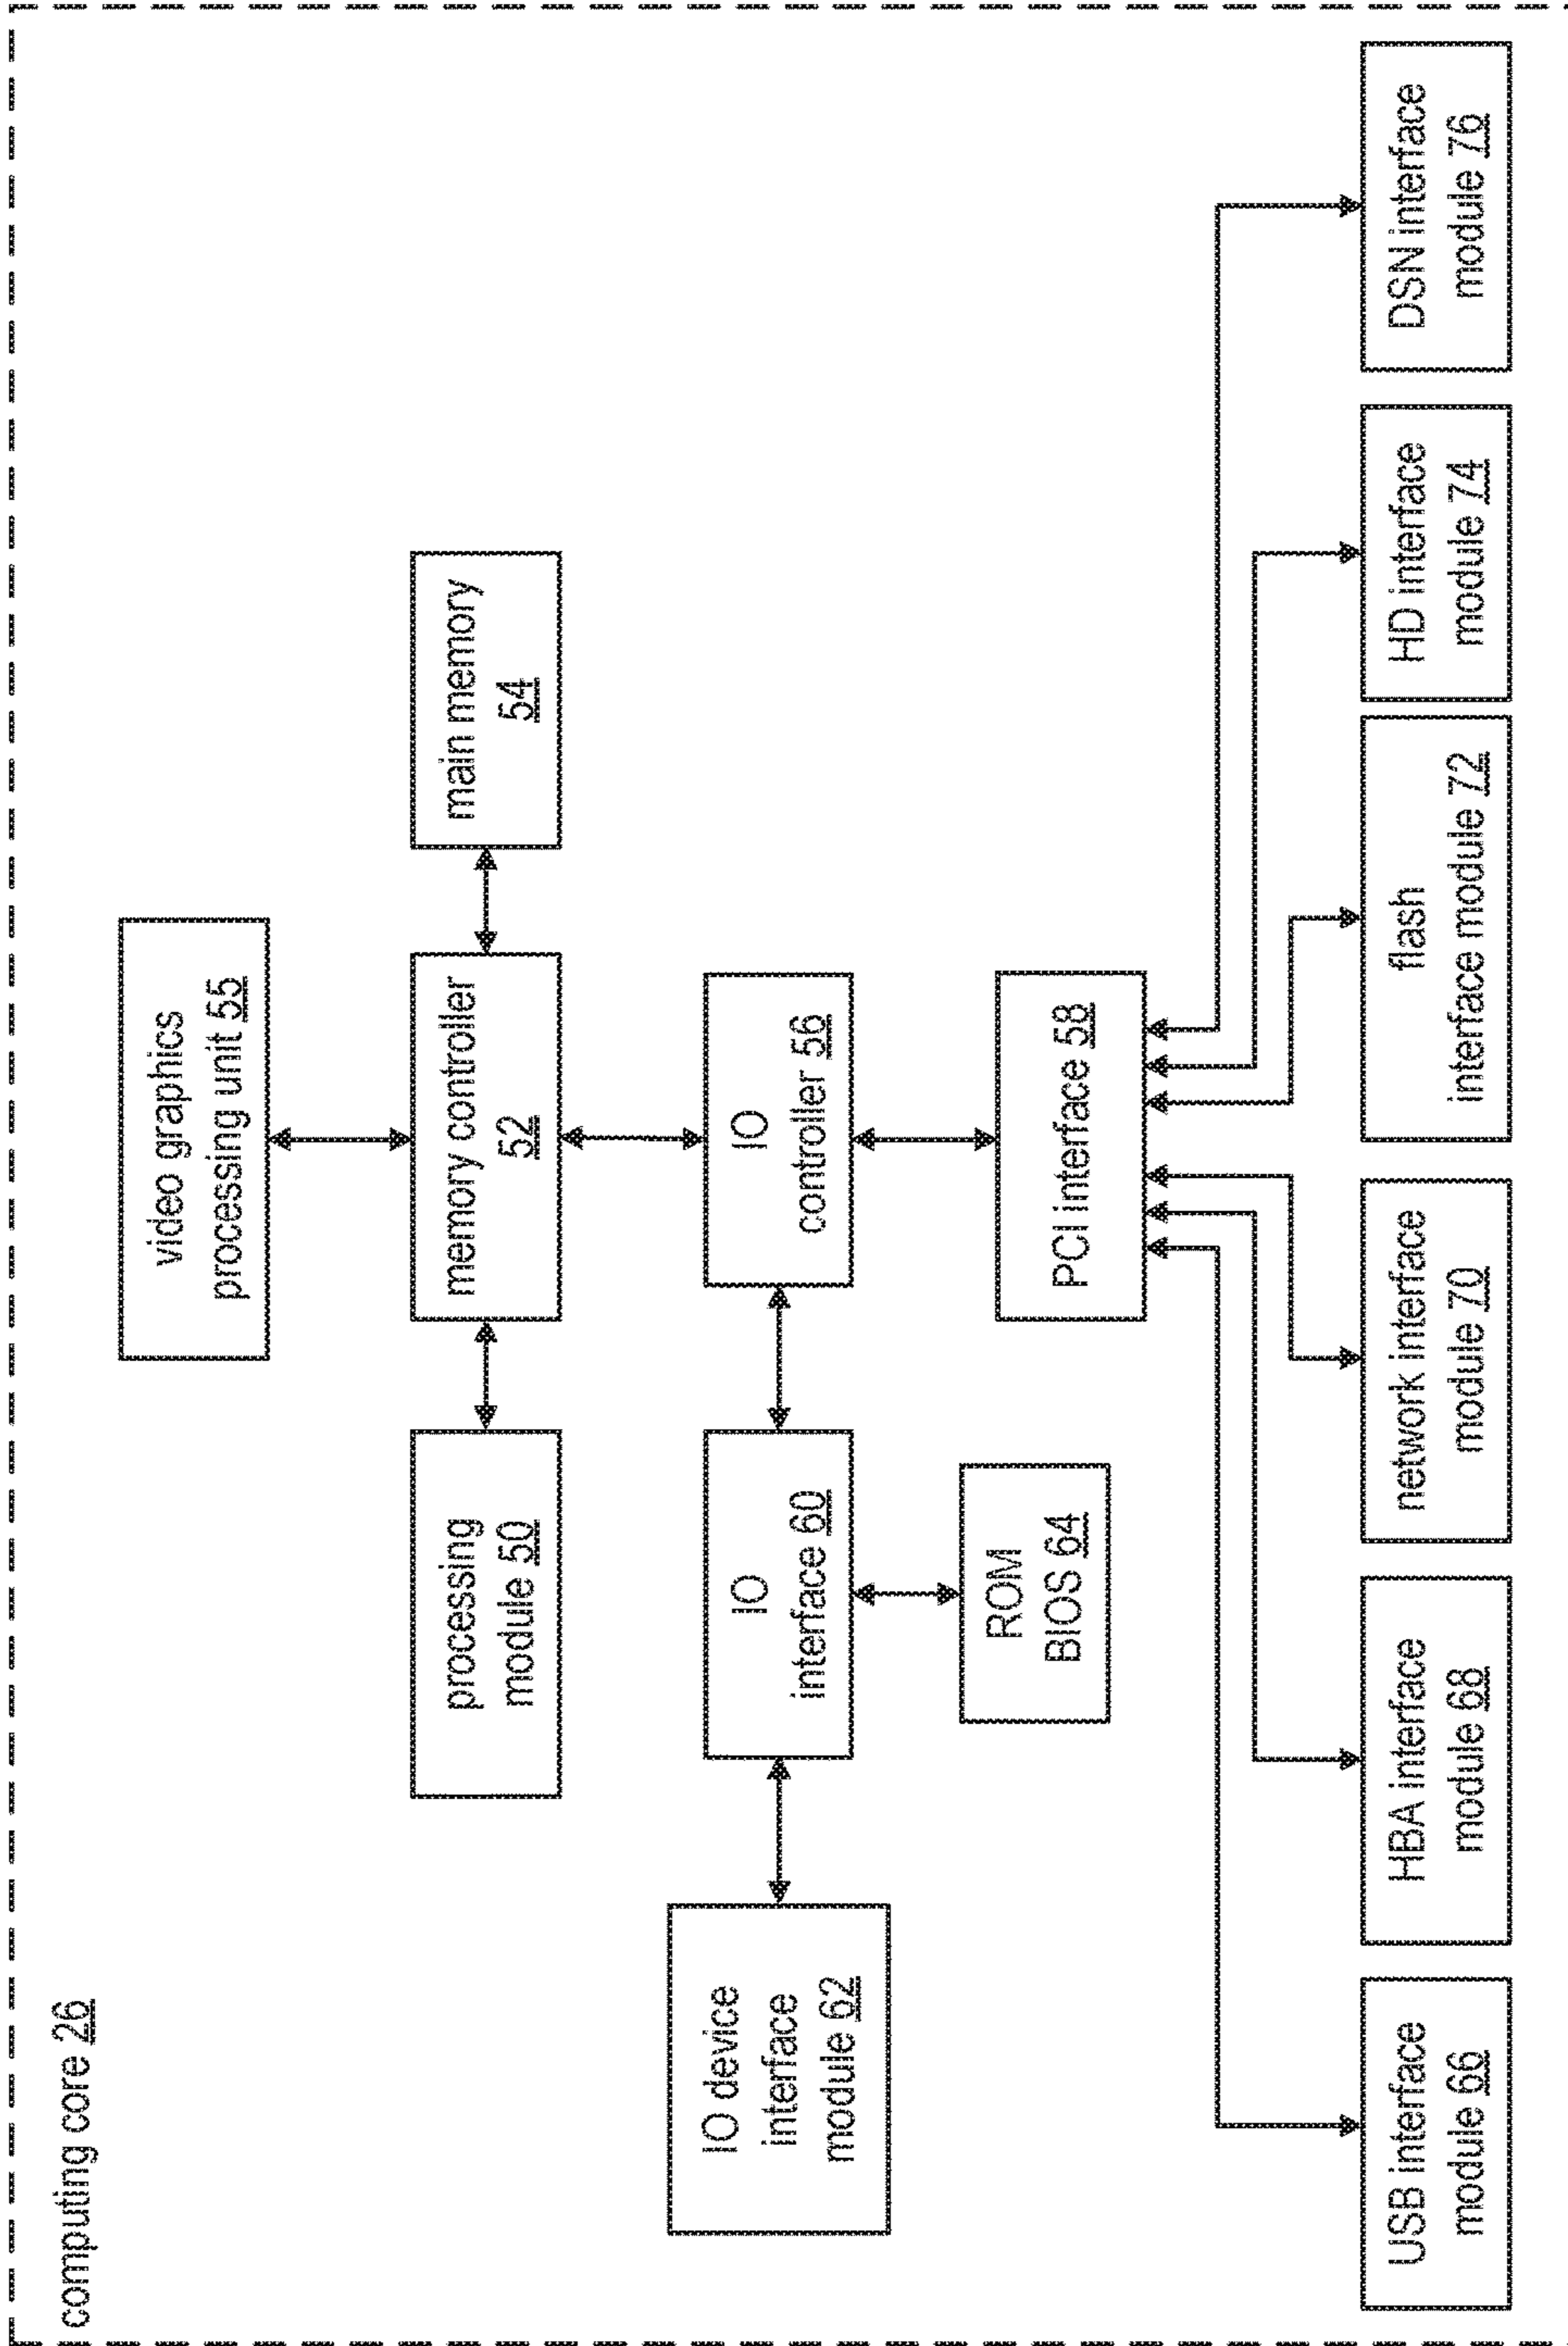 computing core 26
video graphics
processing unit 55
processing
module 50
memory controller
52
main memory
54
IO device
interface
module 62
IO
interface 60
IO
controller 56
ROM
BIOS 64
PCI interface 58
USB interface
module 66
HBA interface
module 68
network interface
module 70
flash
interface module 72
HD interface
module 74
DSN interface
module 76